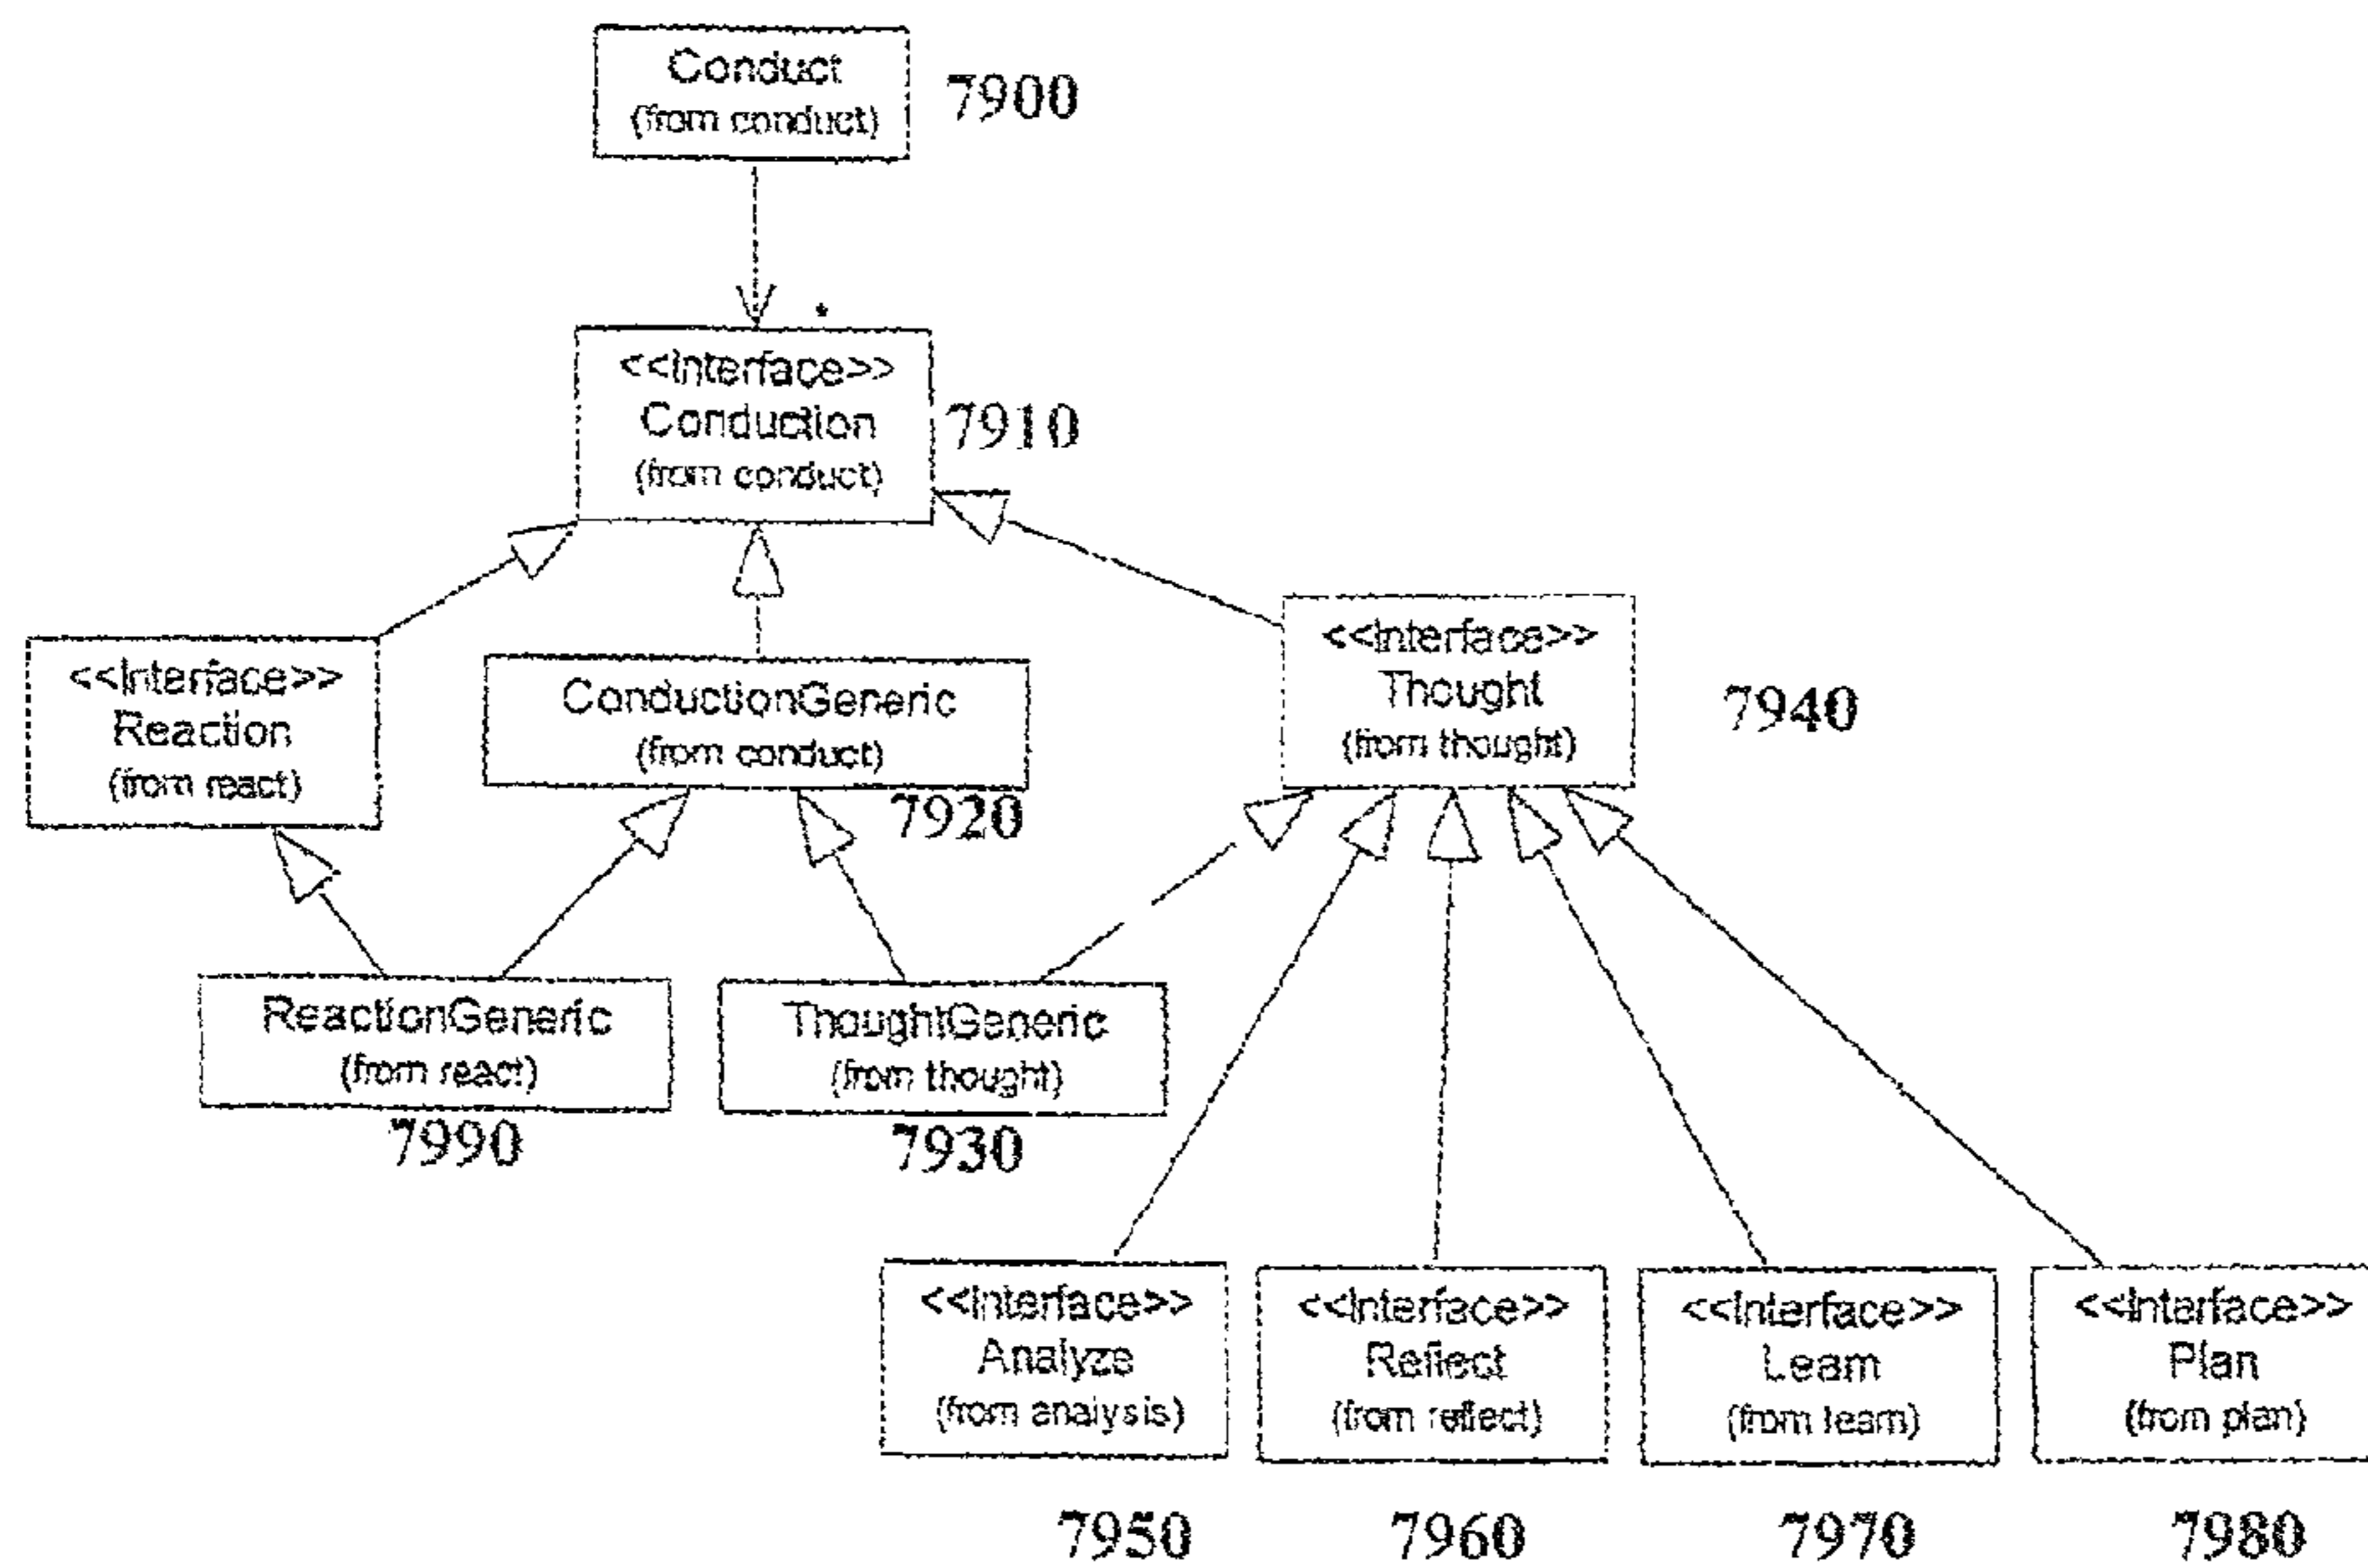 Conduct
(from conduct)
7900
*
<<Interface>>
Conduction
(from conduct)
7910
<<Interface>>
Reaction
(from react)
ConductionGeneric
(from conduct)
7920
<<Interface>>
Thought
(from thought)
7940
ReactionGeneric
(from react)
7990
ThoughtGeneric
(from thought)
7930
<<Interface>>
Analyze
(from analysis)
7950
<<Interface>>
Reflect
(from reflect)
7960
<<Interface>>
Learn
(from learn)
7970
<<Interface>>
Plan
(from plan)
7980